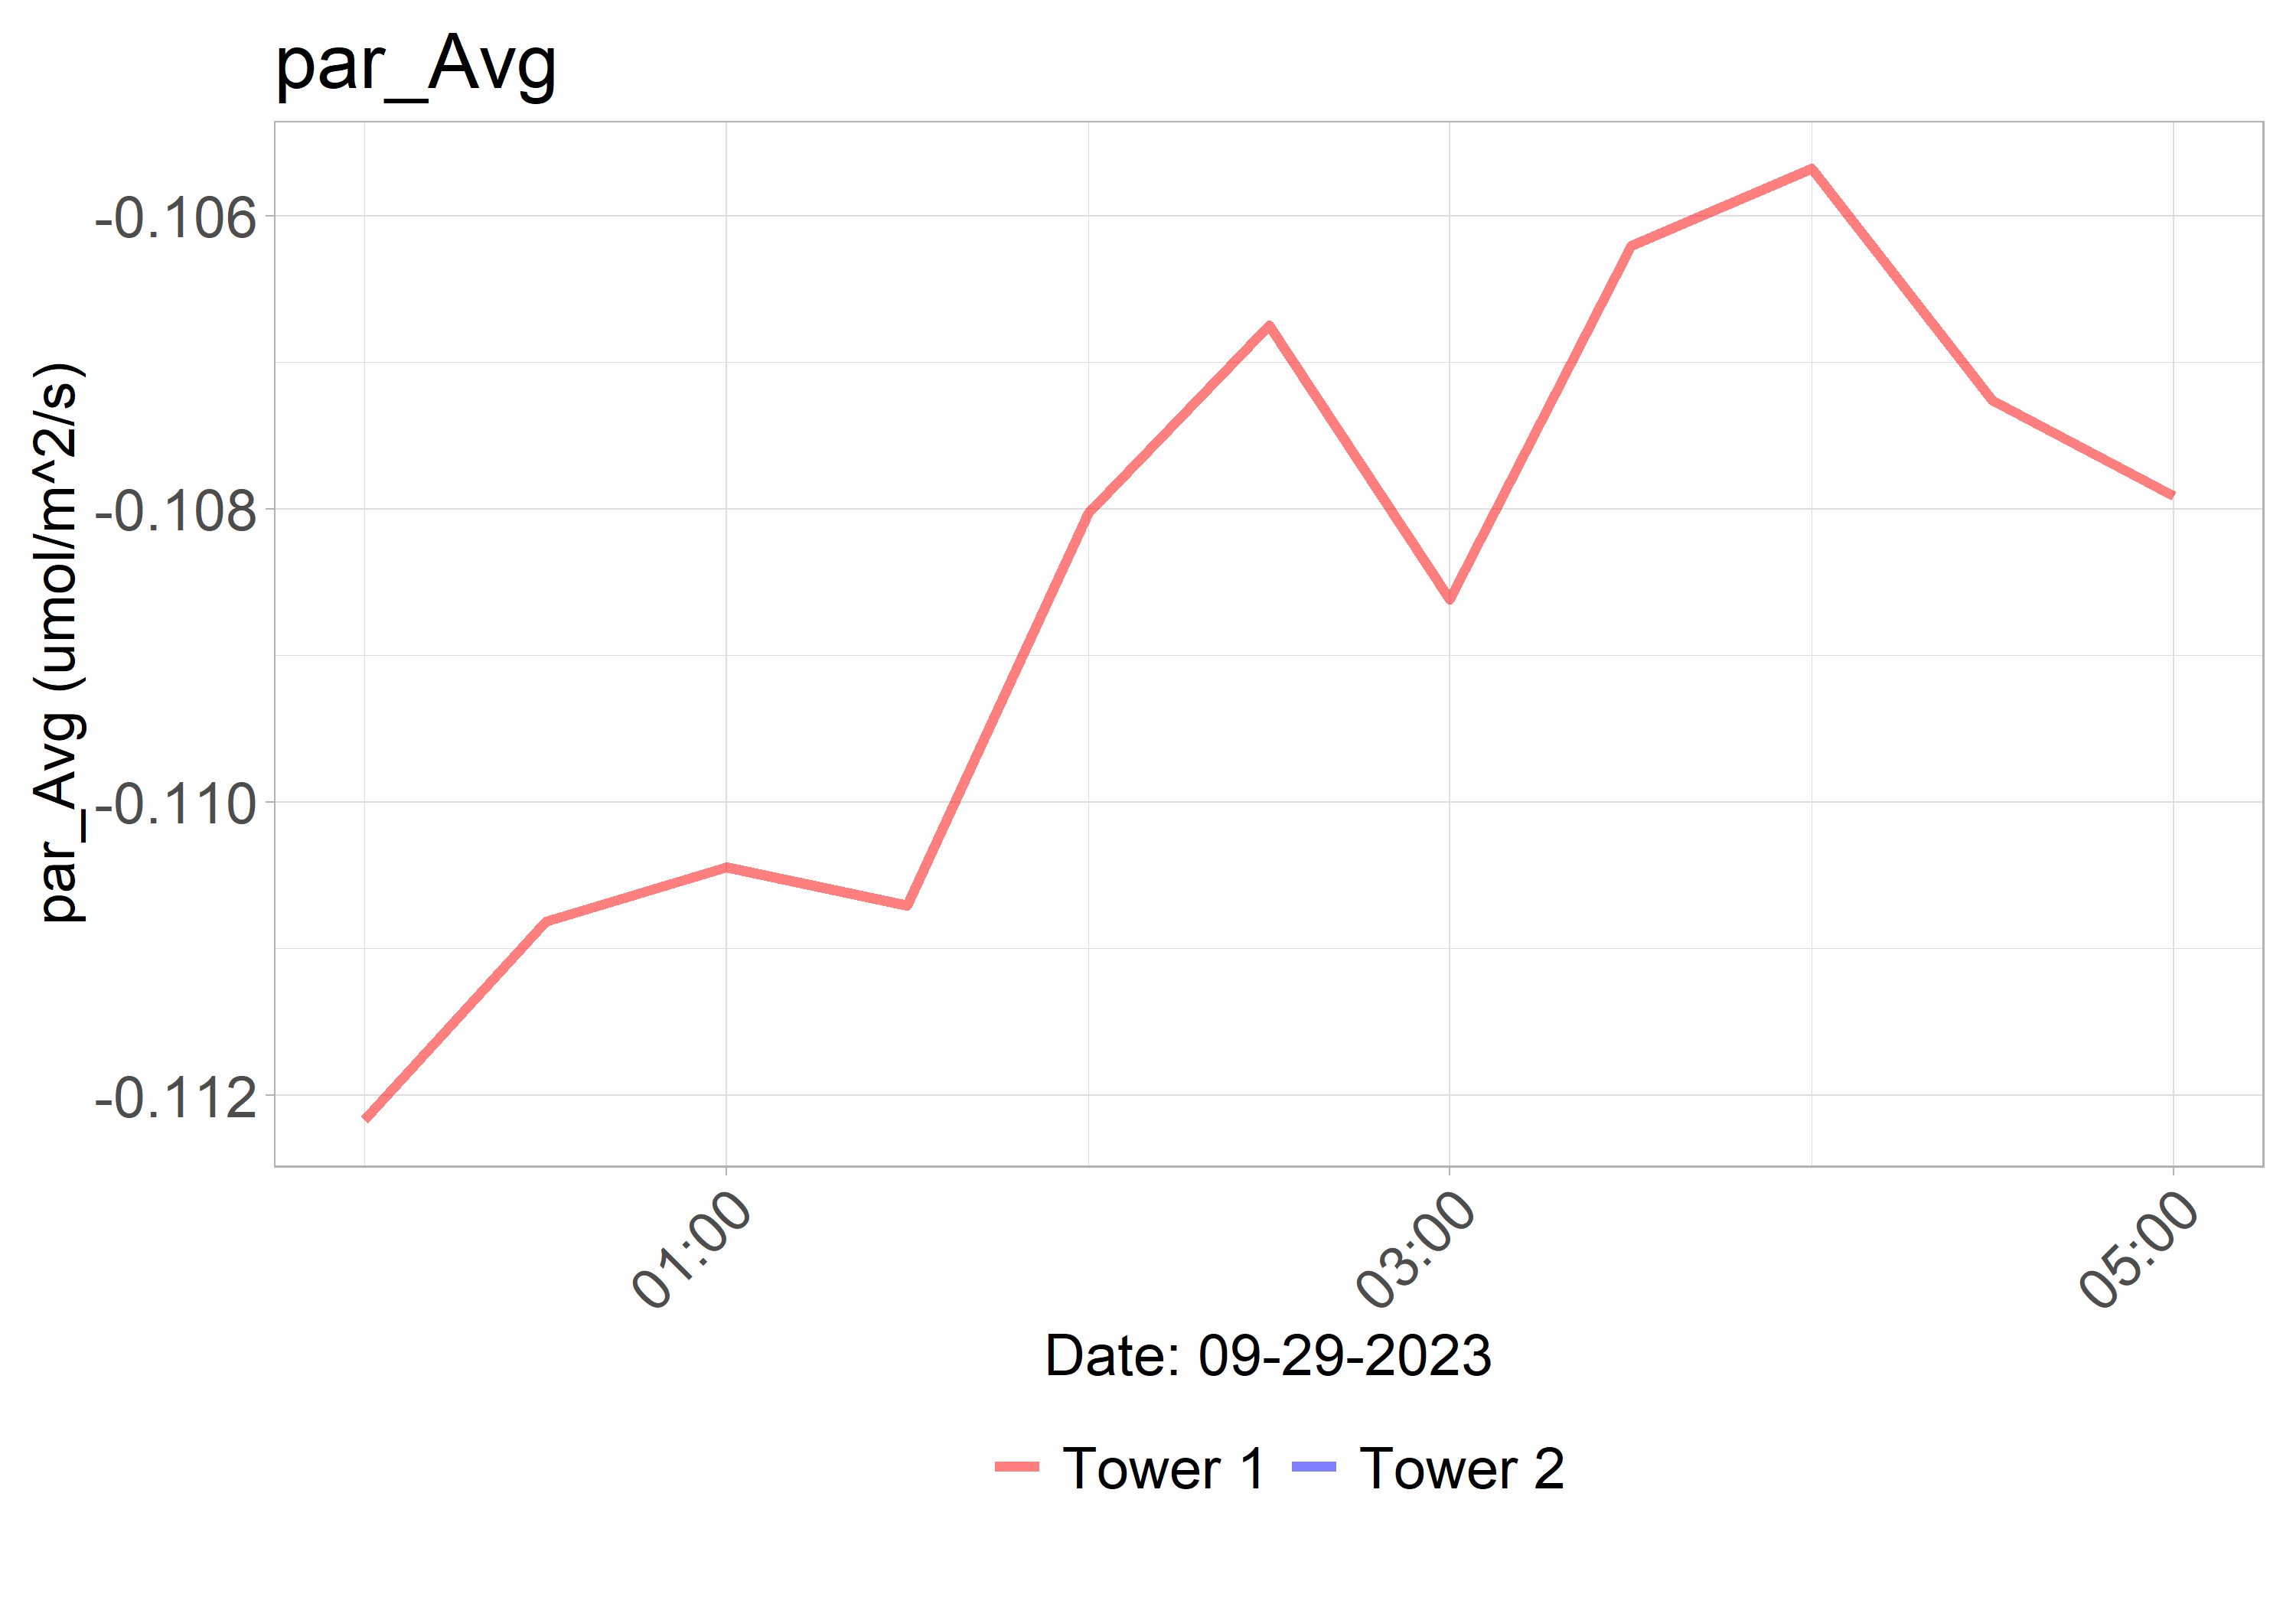 par_Avg
par_Avg (umol/m^2/s)
-0.106
-0.108
-0.110
-0.112
01:00
03:00
05:00
Date: 09-29-2023
Tower 1
Tower 2